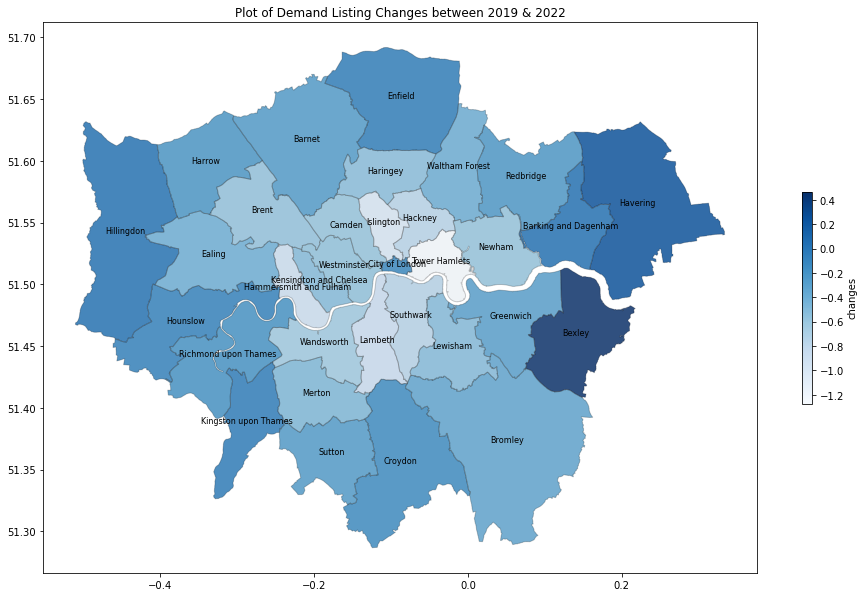 Plot of Demand Listing Changes between 2019 & 2022
51.70
51.65
51.60
51.55
51.50
51.45
51.40
51.35
51.30
Enfield
Barnet
Harrow
Haringey
Waltham Forest
Redbridge
Havering
Brent
Hillingdon
Camden
Islington
Hackney
Barking and Dagenham
Ealing
Newham
Westminster
City of London
Tower Hamlets
Kensington and Chelsea
Hammersmith and Fulham
Hounslow
Southwark
Greenwich
Bexley
Richmond upon Thames
Wandsworth
Lambeth
Lewisham
Merton
Kingston upon Thames
Bromley
Sutton
Croydon
−0.4
−0.2
0.0
0.2
0.4
0.2
0.0
−0.2
−0.4
−0.6
−0.8
−1.0
−1.2
changes